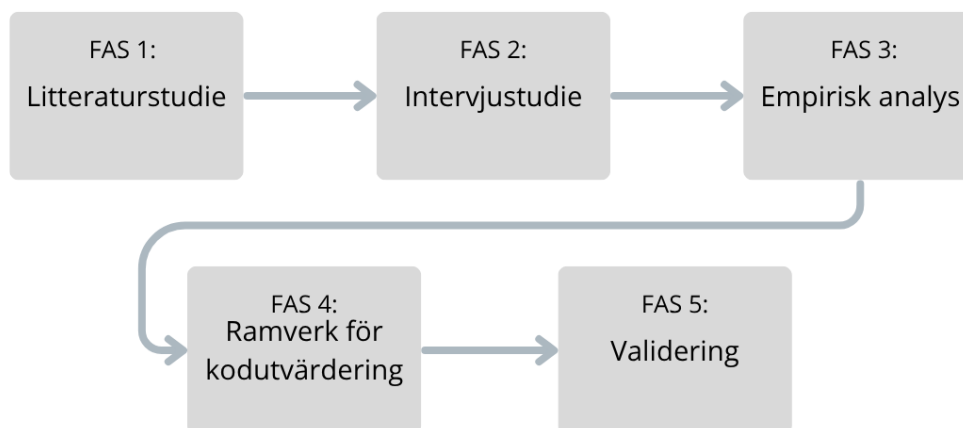 FAS 1:
Litteraturstudie
FAS 2:
Intervjustudie
FAS 3:
Empirisk analys
FAS 4:
Ramverk för
kodutvärdering
FAS 5:
Validering